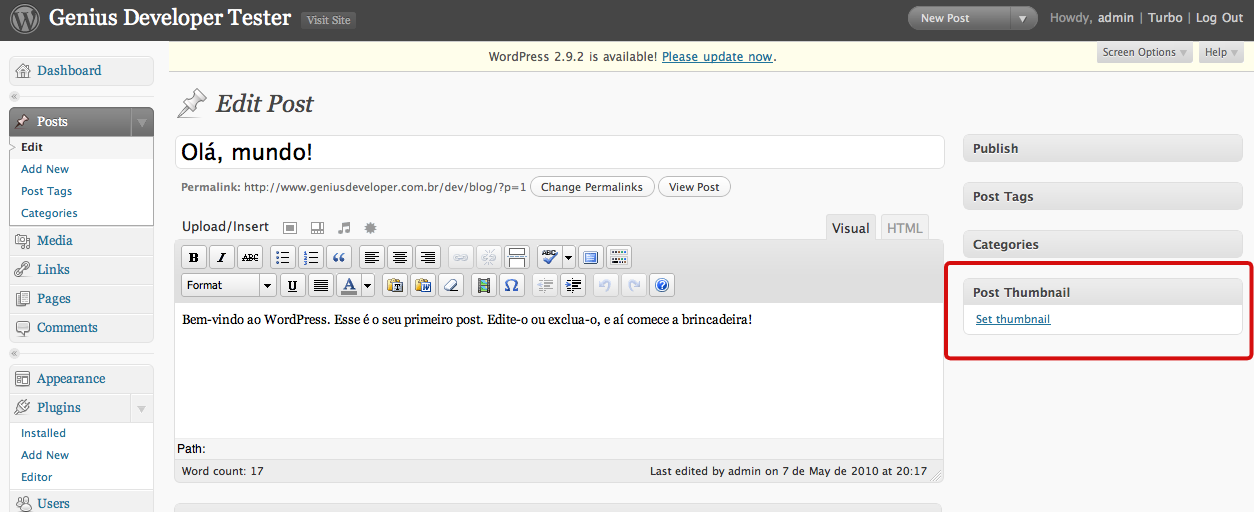 Genius Developer Tester
Visit Site
New Post
Howdy, admin | Turbo | Log Out
WordPress 2.9.2 is available! Please update now.
Screen Options
Help
Dashboard
Posts
Edit
Add New
Post Tags
Categories
Media
Links
Pages
Comments
Appearance
Plugins
Installed
Add New
Editor
Users
Edit Post
Olá, mundo!
Permalink: http://www.geniusdeveloper.com.br/dev/blog/?p=1
Change Permalinks
View Post
Upload/Insert
Visual
HTML
B I ABC
ABC
Format
U A
T W Ω ?
Bem-vindo ao WordPress. Esse é o seu primeiro post. Edite-o ou exclua-o, e aí comece a brincadeira!
Path:
Word count: 17
Last edited by admin on 7 de May de 2010 at 20:17
Publish
Post Tags
Categories
Post Thumbnail
Set thumbnail